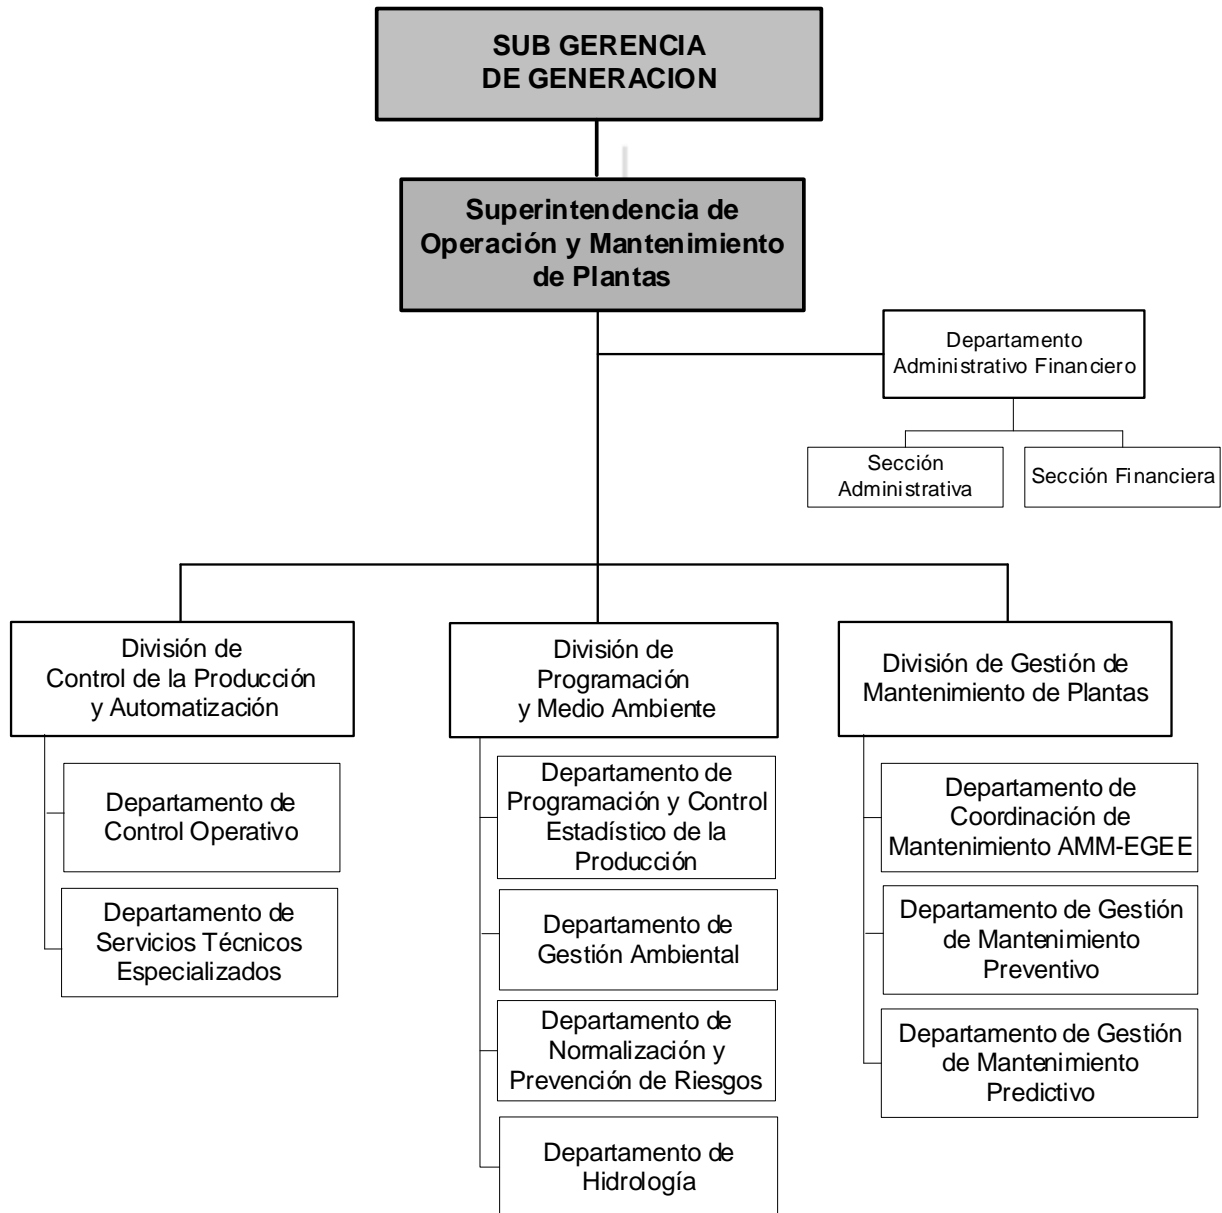 SUB GERENCIA
DE GENERACION
Superintendencia de
Operación y Mantenimiento
de Plantas
Departamento
Administrativo Financiero
Sección
Administrativa
Sección Financiera
División de
Control de la Producción
y Automatización
Departamento de
Control Operativo
Departamento de
Servicios Técnicos
Especializados
División de
Programación
y Medio Ambiente
Departamento de
Programación y Control
Estadístico de la
Producción
Departamento de
Gestión Ambiental
Departamento de
Normalización y
Prevención de Riesgos
Departamento de
Hidrología
División de Gestión de
Mantenimiento de Plantas
Departamento de
Coordinación de
Mantenimiento AMM-EGEE
Departamento de Gestión
de Mantenimiento
Preventivo
Departamento de Gestión
de Mantenimiento
Predictivo